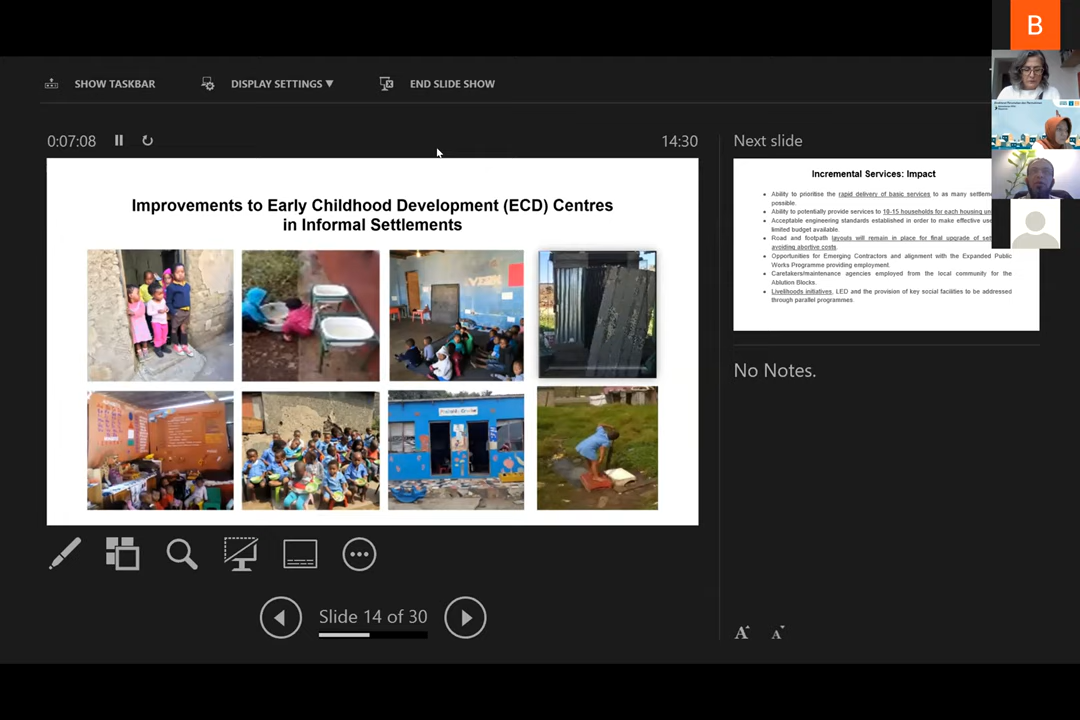 B
SHOW TASKBAR
DISPLAY SETTINGS ▼
END SLIDE SHOW
0:07:08
14:30
Next slide
Improvements to Early Childhood Development (ECD) Centres
in Informal Settlements
Incremental Services: Impact
• Ability to prioritise the rapid delivery of basic services to as many
possible.
• Ability to potentially provide services to 10-15 households for each housing
• Acceptable engineering standards established in order to make effective
limited budget available.
• Road and footpath layouts will remain in place for final upgrade of
avoiding abortive costs.
• Opportunities for Emerging Contractors and alignment with the Expanded Public
Works Programme providing employment.
• Caretakers/maintenance agencies employed from the local community for the
Ablution Blocks.
• Livelihoods initiatives, LED and the provision of key social facilities to be addressed
through parallel programmes.
No Notes.
Slide 14 of 30
A A